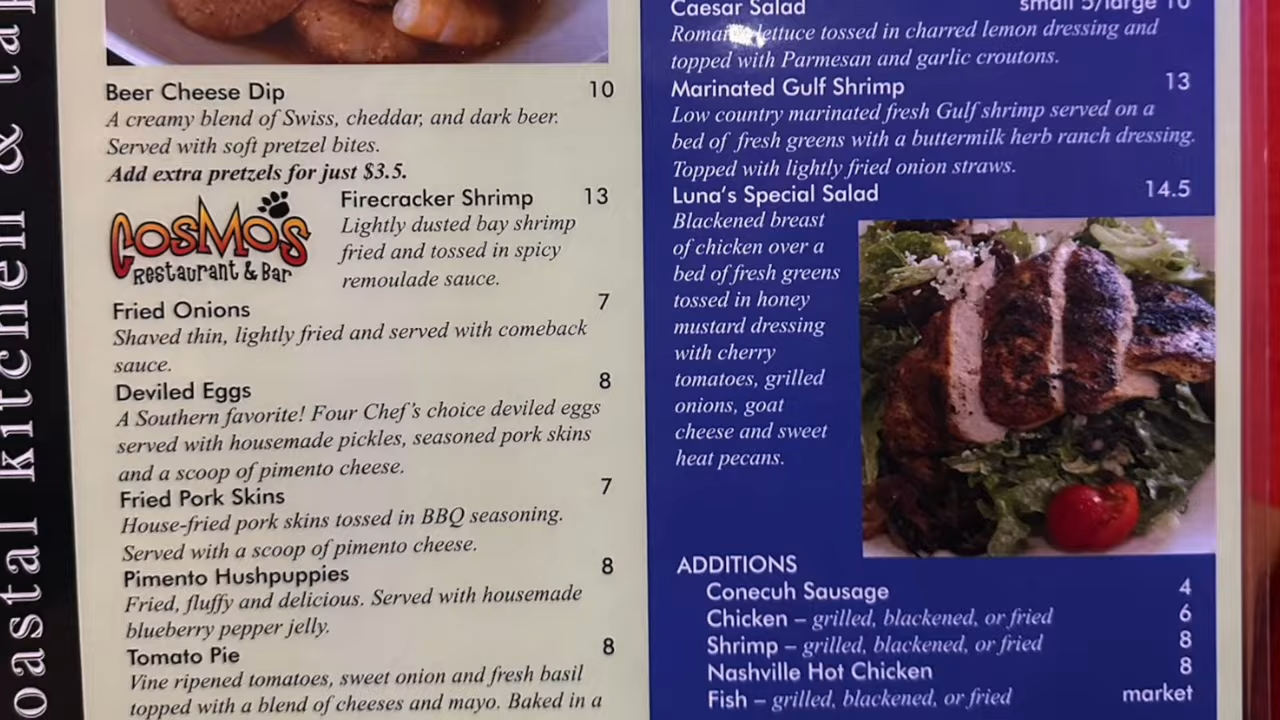 oastal kitchen & ta
Beer Cheese Dip 10
A creamy blend of Swiss, cheddar, and dark beer.
Served with soft pretzel bites.
Add extra pretzels for just $3.5.
COSMO'S
Restaurant & Bar
Firecracker Shrimp 13
Lightly dusted bay shrimp
fried and tossed in spicy
remoulade sauce.
Fried Onions 7
Shaved thin, lightly fried and served with comeback
sauce.
Deviled Eggs 8
A Southern favorite! Four Chef's choice deviled eggs
served with housemade pickles, seasoned pork skins
and a scoop of pimento cheese.
Fried Pork Skins 7
House-fried pork skins tossed in BBQ seasoning.
Served with a scoop of pimento cheese.
Pimento Hushpuppies 8
Fried, fluffy and delicious. Served with housemade
blueberry pepper jelly.
Tomato Pie 8
Vine ripened tomatoes, sweet onion and fresh basil
topped with a blend of cheeses and mayo. Baked in a
Caesar Salad small 5/large 10
Romaine lettuce tossed in charred lemon dressing and
topped with Parmesan and garlic croutons.
Marinated Gulf Shrimp 13
Low country marinated fresh Gulf shrimp served on a
bed of fresh greens with a buttermilk herb ranch dressing.
Topped with lightly fried onion straws.
Luna's Special Salad 14.5
Blackened breast
of chicken over a
bed of fresh greens
tossed in honey
mustard dressing
with cherry
tomatoes, grilled
onions, goat
cheese and sweet
heat pecans.
ADDITIONS
Conecuh Sausage 4
Chicken – grilled, blackened, or fried 6
Shrimp – grilled, blackened, or fried 8
Nashville Hot Chicken 8
Fish – grilled, blackened, or fried market